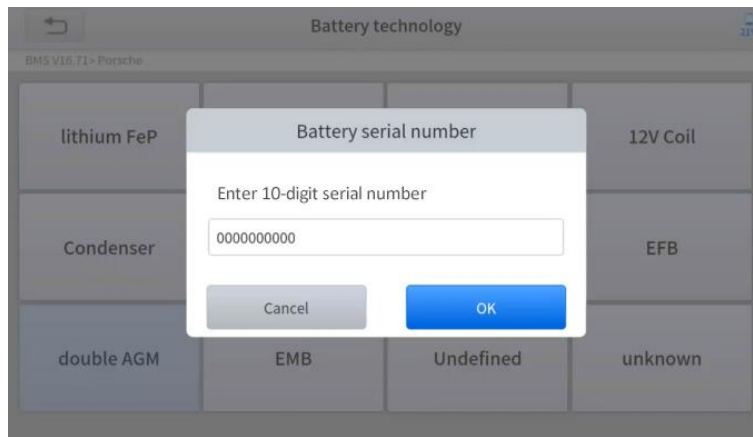 Battery technology
BMS V16.71> Porsche
lithium FeP
12V Coil
Battery serial number
Enter 10-digit serial number
0000000000
Condenser
EFB
Cancel
OK
double AGM
EMB
Undefined
unknown